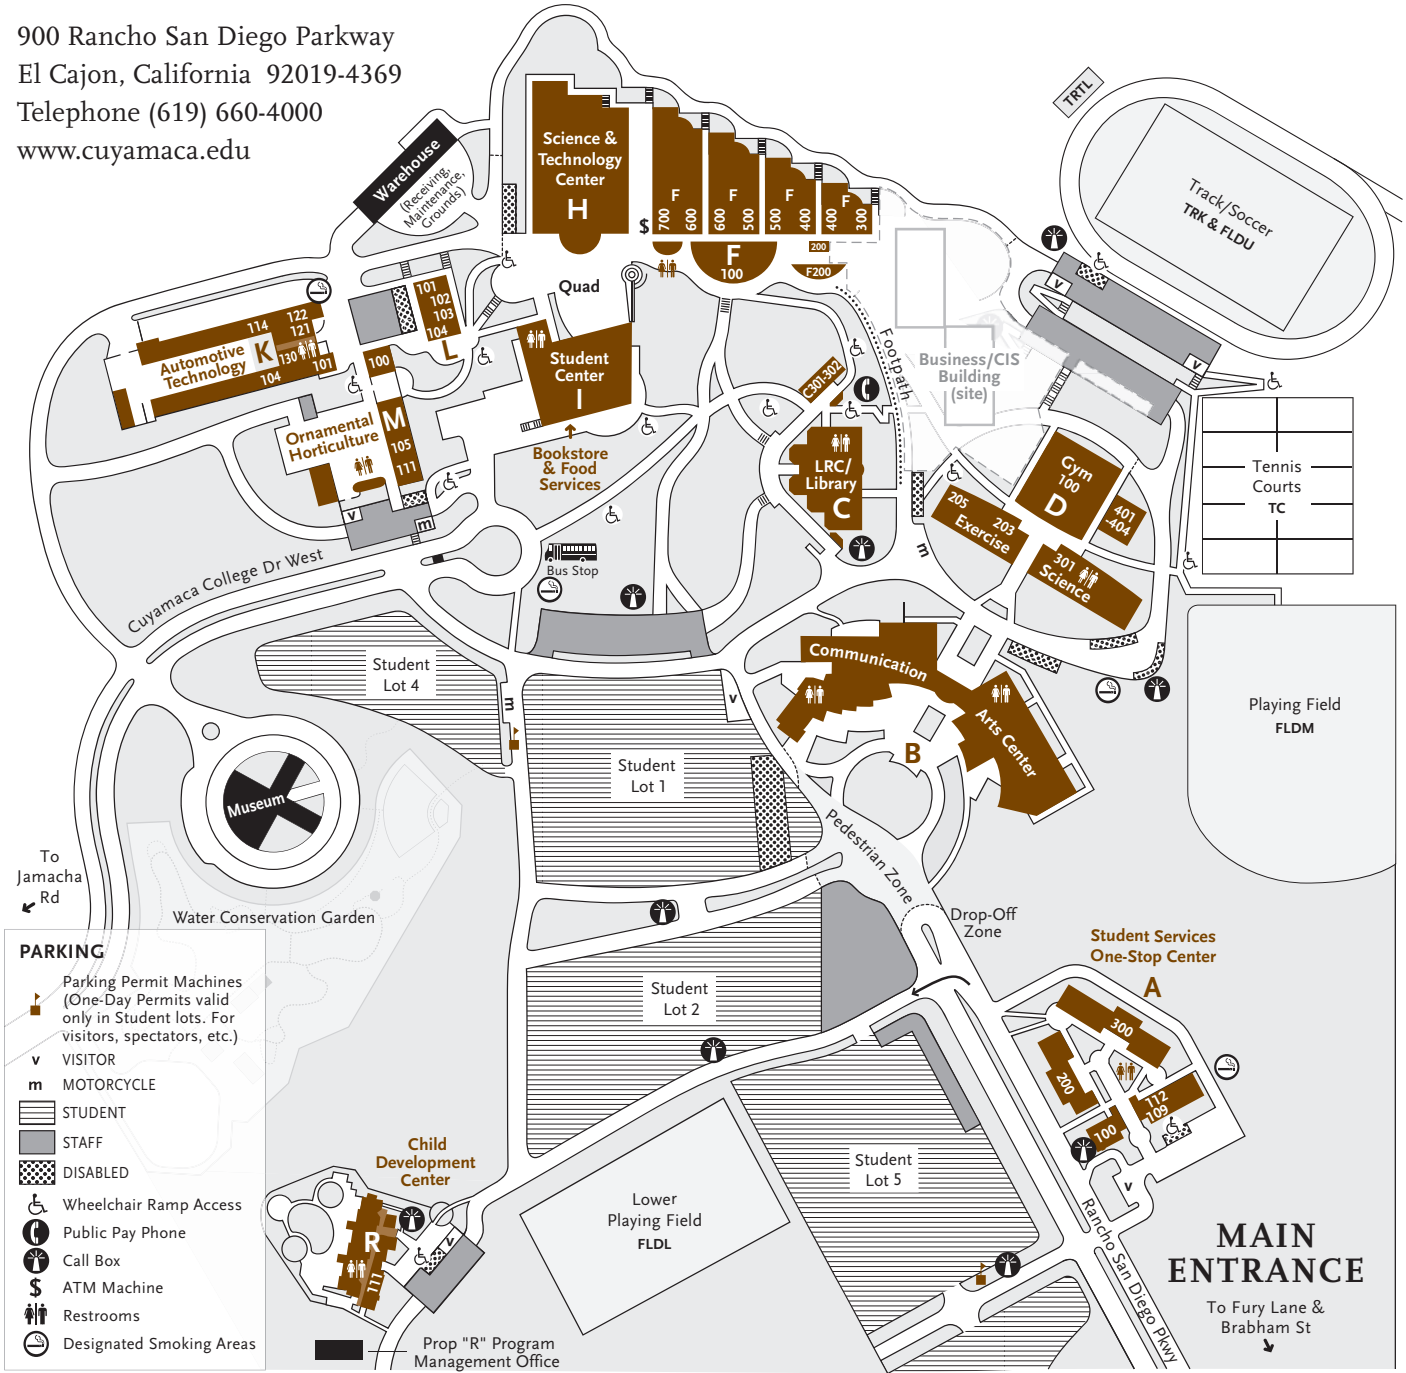 900 Rancho San Diego Parkway
El Cajon, California  92019-4369
Telephone (619) 660-4000
www.cuyamaca.edu
TRTL
Track/Soccer
TRK & FLDU
Warehouse
(Receiving,
Maintenance,
Grounds)
Science &
Technology
Center
H
$
F
700
600
F
600
500
F
500
400
F
400
300
F
100
200
F200
Quad
101
102
103
104
L
122
114
121
130
101
Automotive
Technology
K
104
100
M
105
111
Ornamental
Horticulture
v
m
Student
Center
I
Bookstore
& Food
Services
Footpath
Business/CIS
Building
(site)
C301-302
LRC/
Library
C
m
v
v
Gym
100
D
401
-404
205
203
Exercise
301
Science
Tennis
Courts
TC
Cuyamaca College Dr West
Bus Stop
Student
Lot 4
m
v
Student
Lot 1
Communication
Arts Center
B
Playing Field
FLDM
Museum
To
Jamacha
Rd
Water Conservation Garden
Pedestrian Zone
Drop-Off
Zone
Student Services
One-Stop Center
A
300
200
112
109
100
v
Student
Lot 2
Student
Lot 5
Lower
Playing Field
FLDL
Child
Development
Center
R
111
v
Rancho San Diego Pkwy
MAIN
ENTRANCE
To Fury Lane &
Brabham St
PARKING
Parking Permit Machines
(One-Day Permits valid
only in Student lots. For
visitors, spectators, etc.)
v VISITOR
m MOTORCYCLE
STUDENT
STAFF
DISABLED
Wheelchair Ramp Access
Public Pay Phone
Call Box
$ ATM Machine
Restrooms
Designated Smoking Areas
Prop "R" Program
Management Office